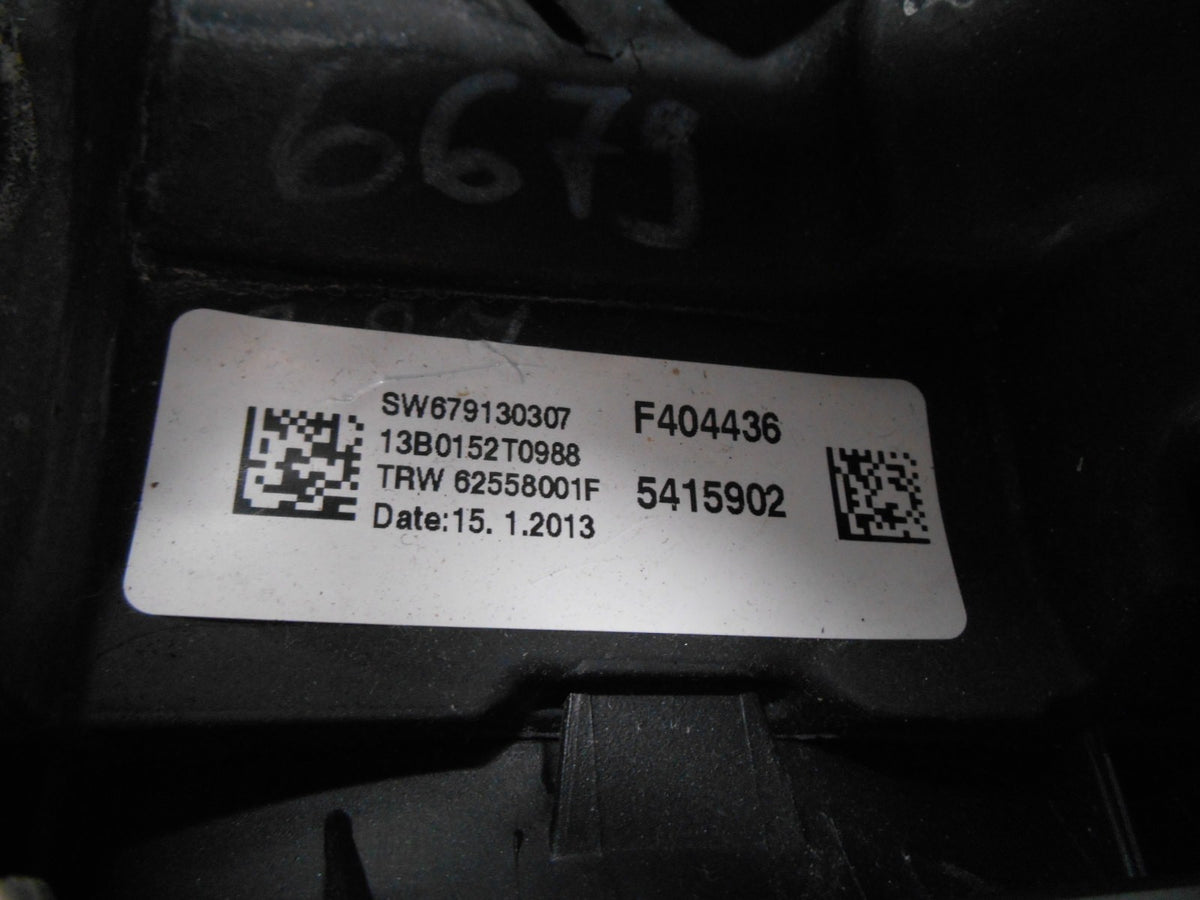 6679
SW679130307
13B0152T0988
TRW 62558001F
Date:15. 1.2013
F404436
5415902